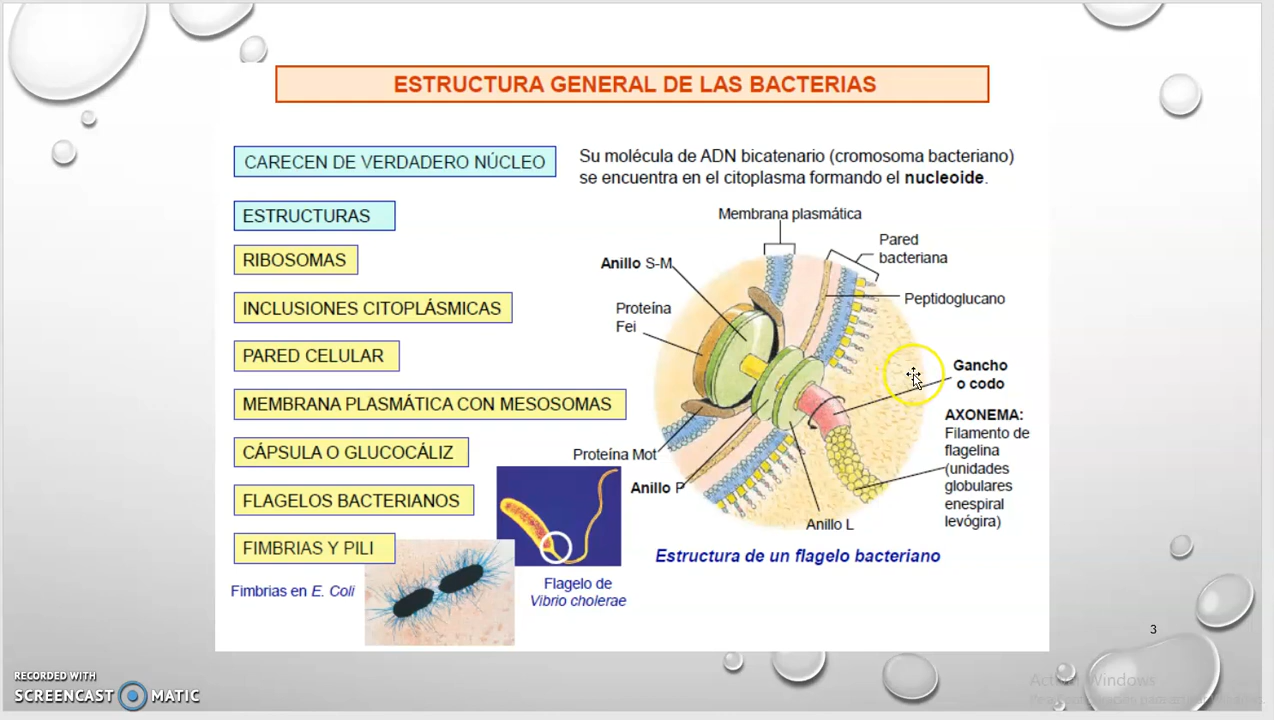 ESTRUCTURA GENERAL DE LAS BACTERIAS
CARECEN DE VERDADERO NÚCLEO
Su molécula de ADN bicatenario (cromosoma bacteriano)
se encuentra en el citoplasma formando el nucleoide.
ESTRUCTURAS
RIBOSOMAS
INCLUSIONES CITOPLÁSMICAS
PARED CELULAR
MEMBRANA PLASMÁTICA CON MESOSOMAS
CÁPSULA O GLUCOCÁLIZ
FLAGELOS BACTERIANOS
FIMBRIAS Y PILI
Fimbrias en E. Coli
Flagelo de
Vibrio cholerae
Membrana plasmática
Pared
bacteriana
Anillo S-M
Peptidoglucano
Proteína
Fei
Gancho
o codo
AXONEMA:
Filamento de
flagelina
(unidades
globulares
enespiral
levógira)
Proteína Mot
Anillo P
Anillo L
Estructura de un flagelo bacteriano
3
RECORDED WITH
SCREENCAST MATIC
Activar Windows